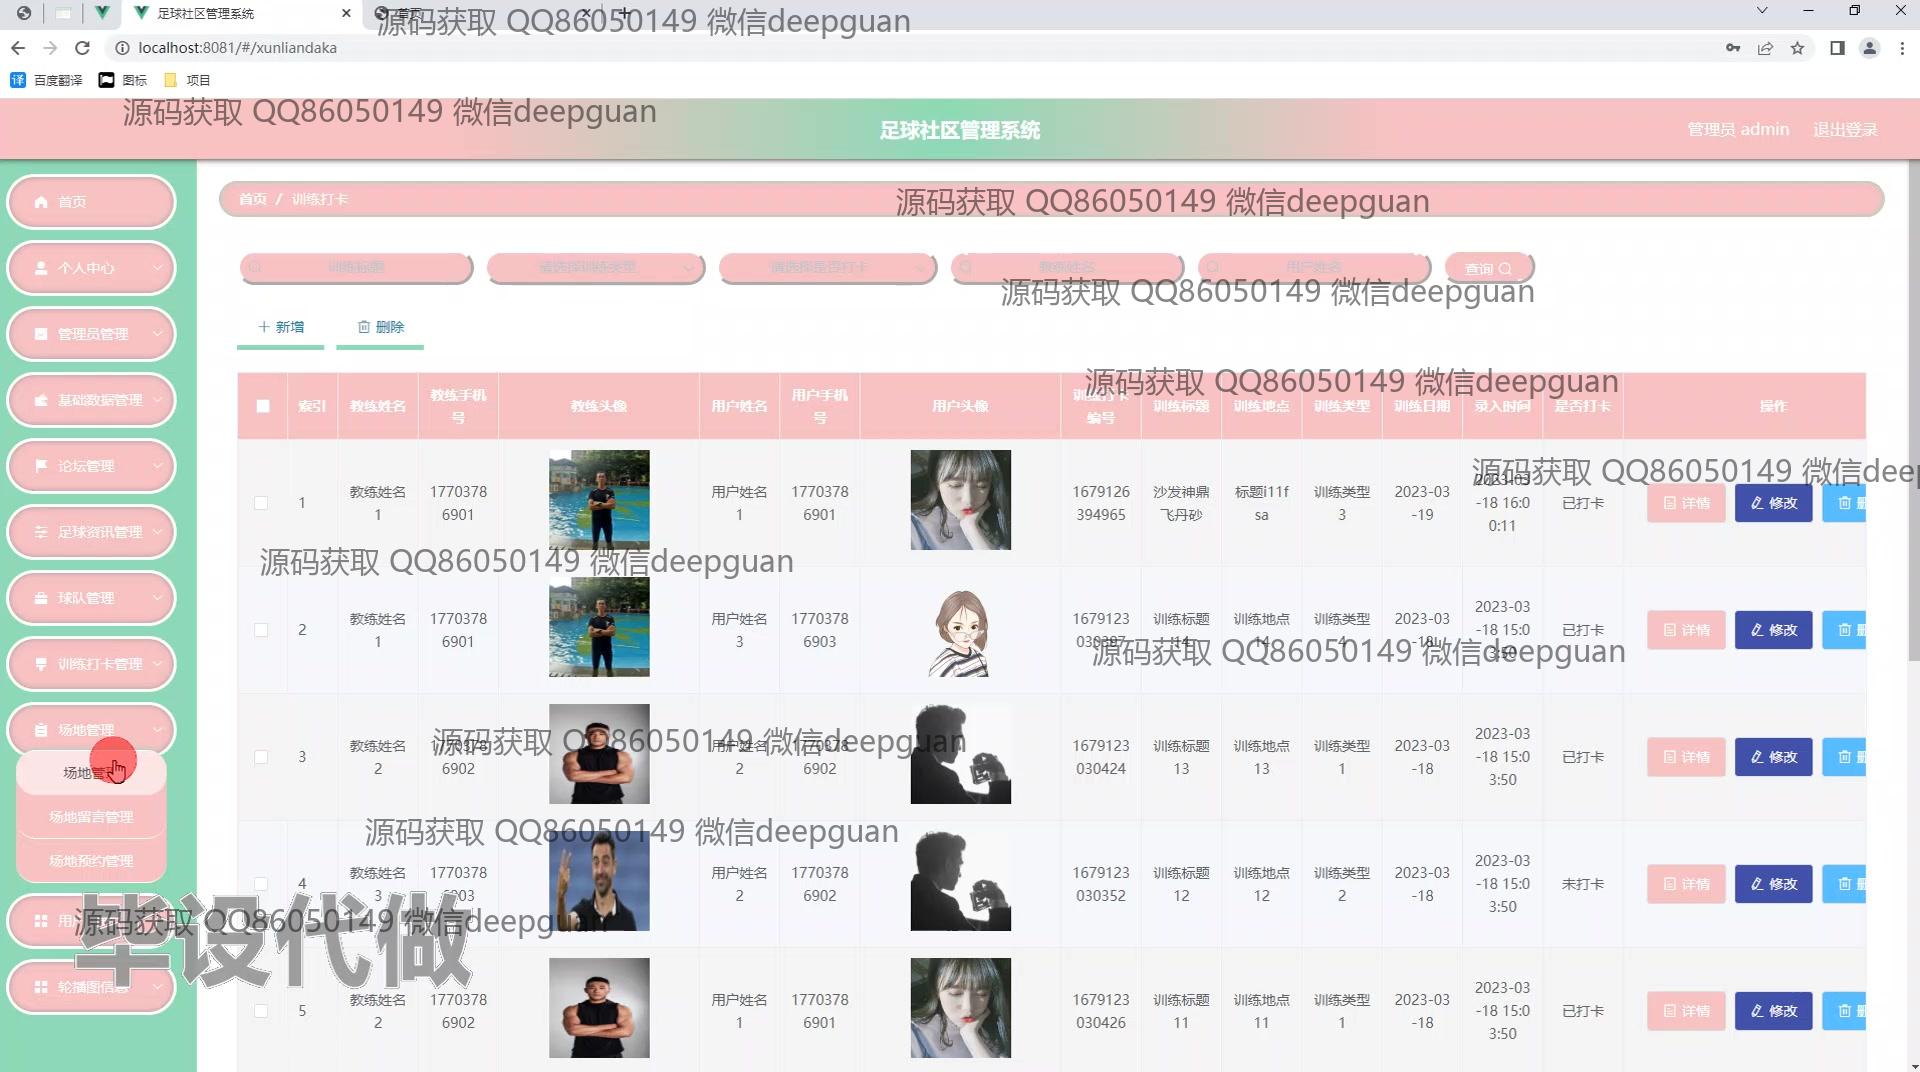 足球社区管理系统
首页
localhost:8081/#/xunliandaka
百度翻译 图标 项目
源码获取 QQ86050149 微信deepguan
源码获取 QQ86050149 微信deepguan
足球社区管理系统
管理员 admin 退出登录
首页
个人中心
管理员管理
基础数据管理
论坛管理
足球资讯管理
球队管理
训练打卡管理
场地管理
场地管理
场地留言管理
场地预约管理
轮播图信息
首页 / 训练打卡
源码获取 QQ86050149 微信deepguan
训练标题 请选择训练类型 请选择是否打卡 教练姓名 用户姓名 查询
源码获取 QQ86050149 微信deepguan
新增 删除
源码获取 QQ86050149 微信deepguan
索引 教练姓名 教练手机号 教练头像 用户姓名 用户手机号 用户头像 训练打卡编号 训练标题 训练地点 训练类型 训练日期 录入时间 是否打卡 操作
源码获取 QQ86050149 微信deep
1 教练姓名1 17703786901 用户姓名1 17703786901 1679126394965 沙发神鼎飞丹砂 标题i11fsa 训练类型3 2023-03-19 2023-03-18 16:00:11 已打卡 详情 修改
源码获取 QQ86050149 微信deepguan
2 教练姓名1 17703786901 用户姓名3 17703786903 1679123030397 训练标题14 训练地点14 训练类型4 2023-03-18 2023-03-18 15:03:50 已打卡 详情 修改
源码获取 QQ86050149 微信deepguan
3 教练姓名2 17703786902 用户姓名2 17703786902 1679123030424 训练标题13 训练地点13 训练类型1 2023-03-18 2023-03-18 15:03:50 已打卡 详情 修改
源码获取 QQ86050149 微信deepguan
源码获取 QQ86050149 微信deepguan
4 教练姓名3 17703786903 用户姓名2 17703786902 1679123030352 训练标题12 训练地点12 训练类型2 2023-03-18 2023-03-18 15:03:50 未打卡 详情 修改
源码获取 QQ86050149 微信deepguan
毕设代做
5 教练姓名2 17703786902 用户姓名1 17703786901 1679123030426 训练标题11 训练地点11 训练类型1 2023-03-18 2023-03-18 15:03:50 已打卡 详情 修改